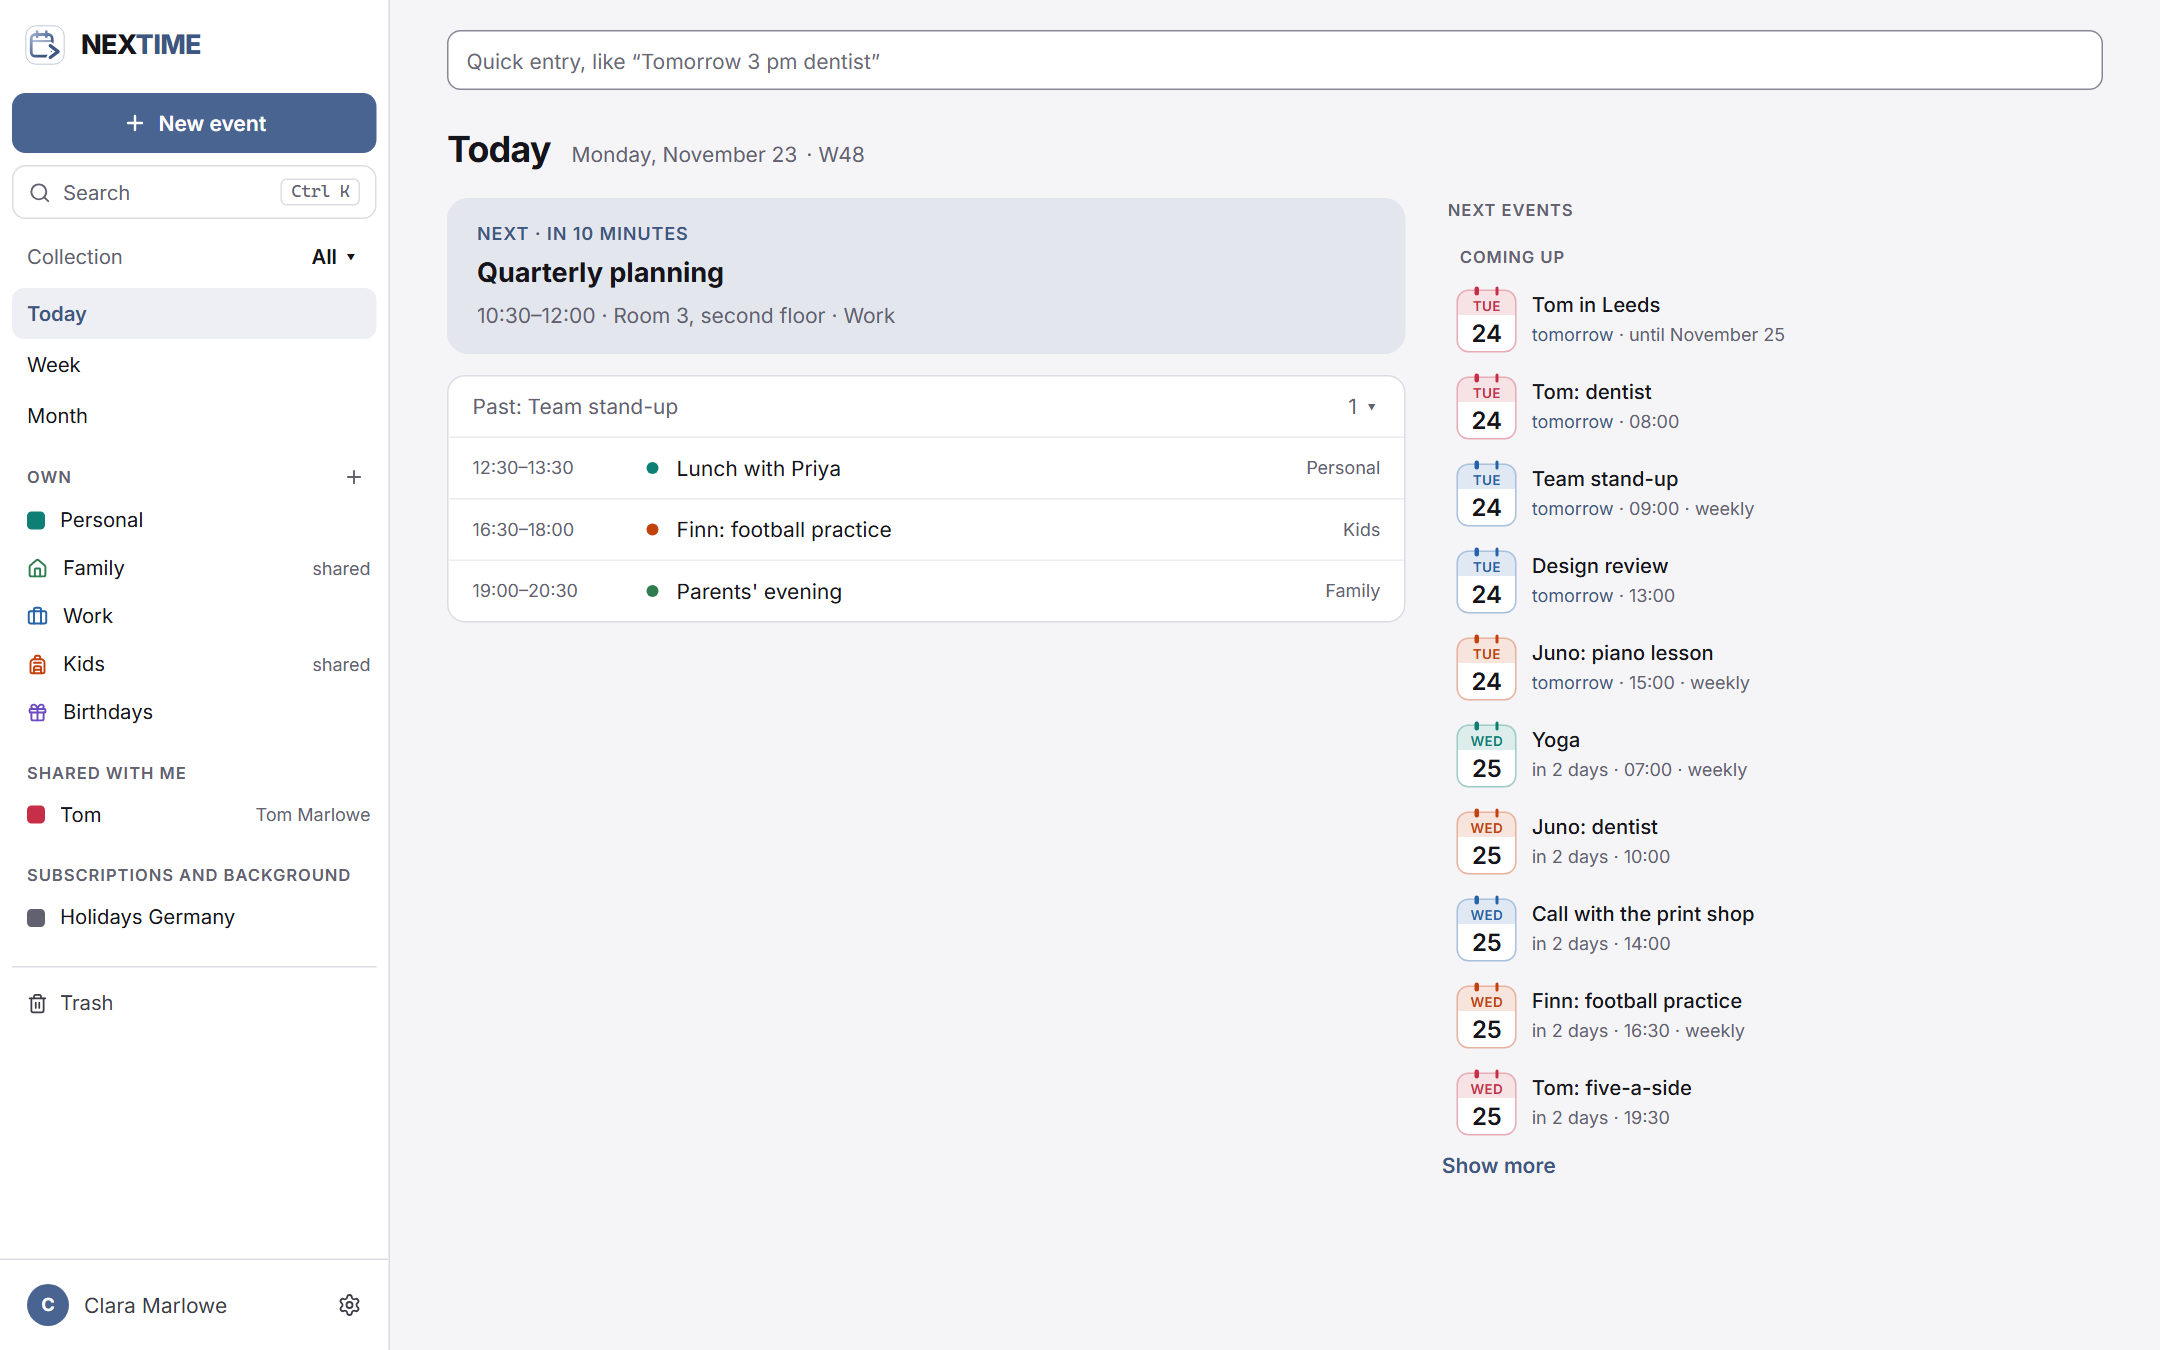 NEXTIME
+ New event
Search Ctrl K
Collection All
Today
Week
Month
OWN
Personal
Family shared
Work
Kids shared
Birthdays
SHARED WITH ME
Tom Tom Marlowe
SUBSCRIPTIONS AND BACKGROUND
Holidays Germany
Trash
C Clara Marlowe
Quick entry, like “Tomorrow 3 pm dentist”
Today Monday, November 23 · W48
NEXT · IN 10 MINUTES
Quarterly planning
10:30–12:00 · Room 3, second floor · Work
Past: Team stand-up 1
12:30–13:30 Lunch with Priya Personal
16:30–18:00 Finn: football practice Kids
19:00–20:30 Parents' evening Family
NEXT EVENTS
COMING UP
TUE 24 Tom in Leeds
tomorrow · until November 25
TUE 24 Tom: dentist
tomorrow · 08:00
TUE 24 Team stand-up
tomorrow · 09:00 · weekly
TUE 24 Design review
tomorrow · 13:00
TUE 24 Juno: piano lesson
tomorrow · 15:00 · weekly
WED 25 Yoga
in 2 days · 07:00 · weekly
WED 25 Juno: dentist
in 2 days · 10:00
WED 25 Call with the print shop
in 2 days · 14:00
WED 25 Finn: football practice
in 2 days · 16:30 · weekly
WED 25 Tom: five-a-side
in 2 days · 19:30
Show more